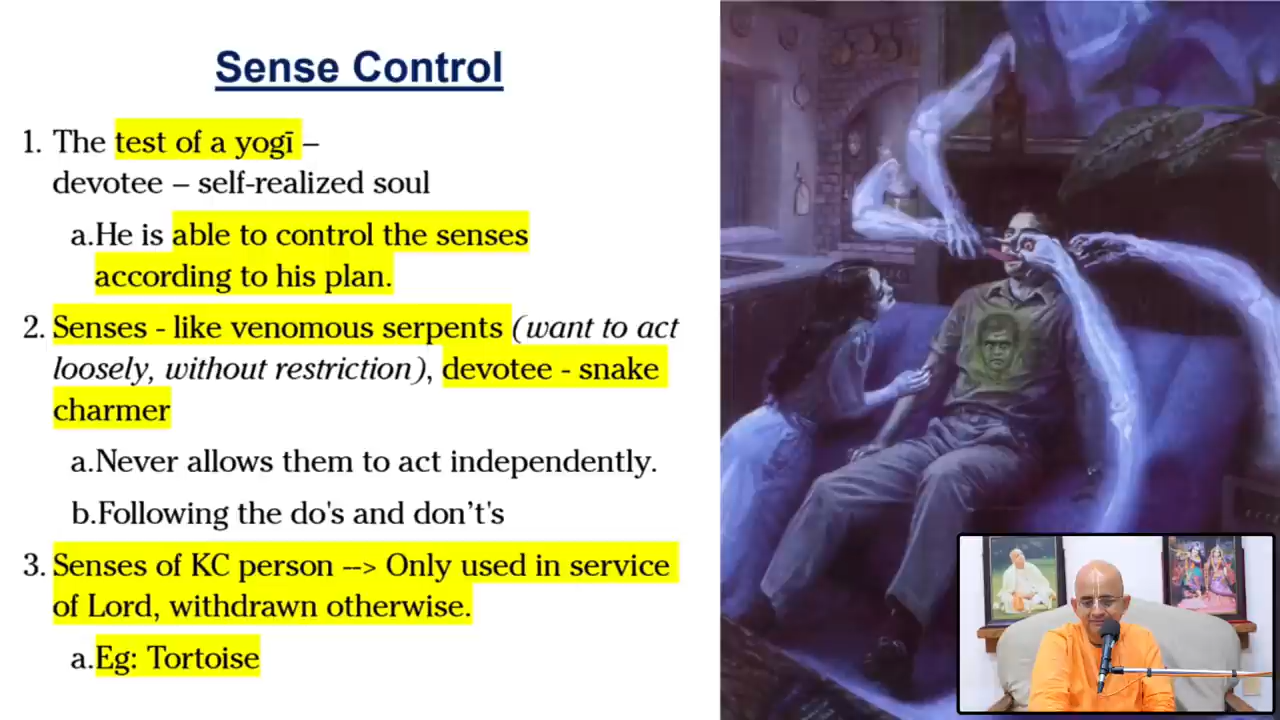 Sense Control
1. The test of a yogī –
devotee – self-realized soul
a.He is able to control the senses
according to his plan.
2. Senses - like venomous serpents (want to act
loosely, without restriction), devotee - snake
charmer
a.Never allows them to act independently.
b.Following the do's and don’t's
3. Senses of KC person --> Only used in service
of Lord, withdrawn otherwise.
a.Eg: Tortoise